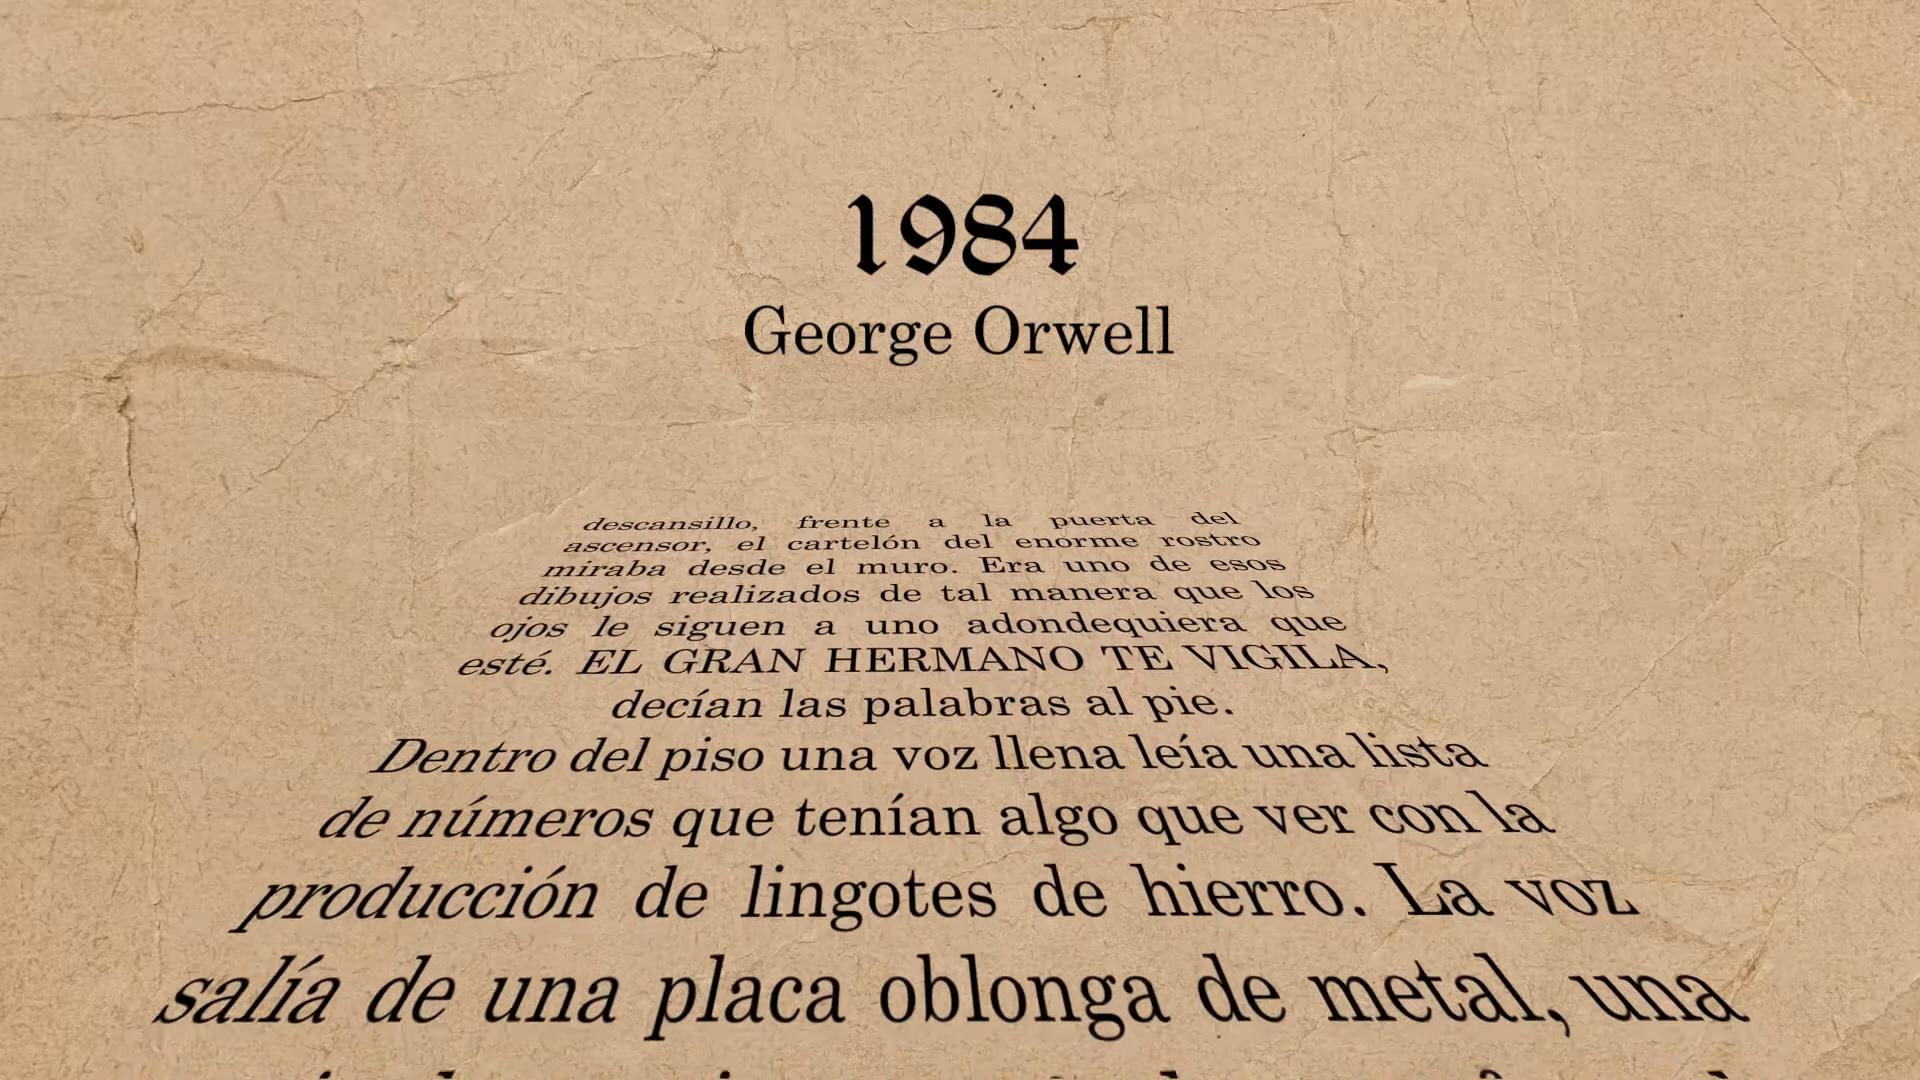 1984
George Orwell
descansillo, frente a la puerta del
ascensor, el cartelón del enorme rostro
miraba desde el muro. Era uno de esos
dibujos realizados de tal manera que los
ojos le siguen a uno adondequiera que
esté. EL GRAN HERMANO TE VIGILA,
decían las palabras al pie.
Dentro del piso una voz llena leía una lista
de números que tenían algo que ver con la
producción de lingotes de hierro. La voz
salía de una placa oblonga de metal, una